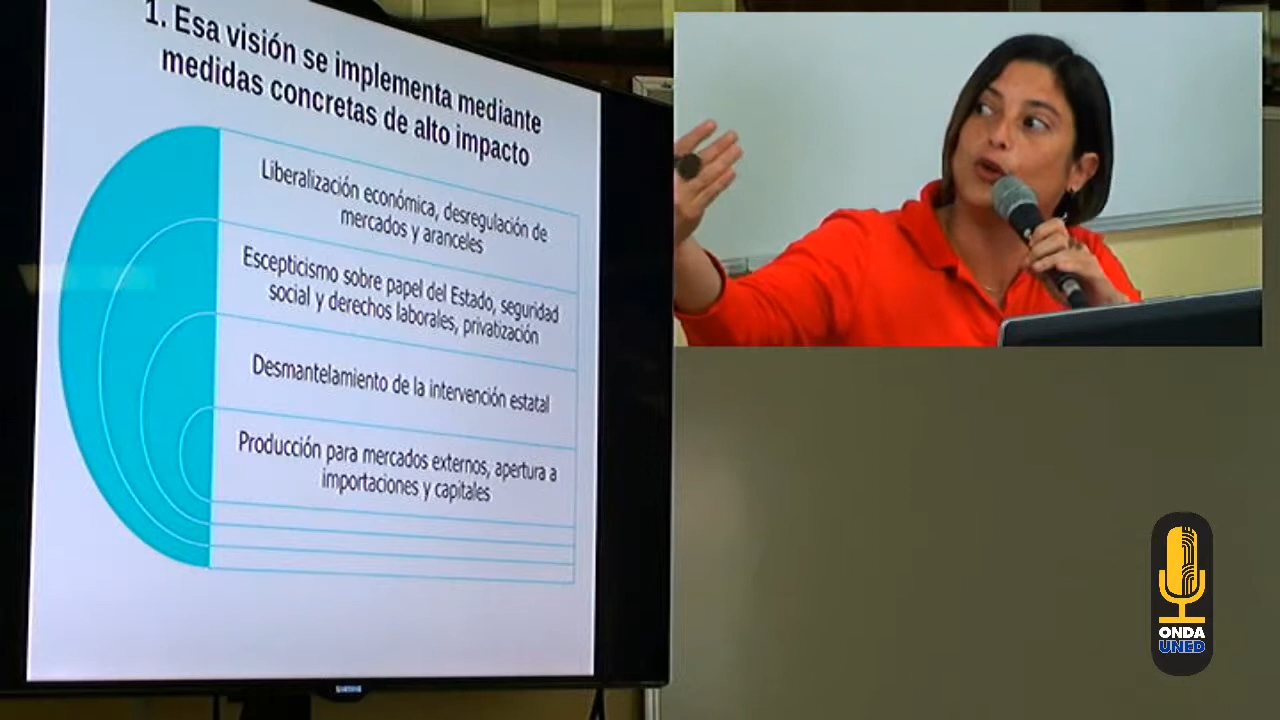 1. Esa visión se implementa mediante
medidas concretas de alto impacto
Liberalización económica, desregulación de
mercados y aranceles
Escepticismo sobre papel del Estado, seguridad
social y derechos laborales, privatización
Desmantelamiento de la intervención estatal
Producción para mercados externos, apertura a
importaciones y capitales
SAMSUNG
ONDA
UNED